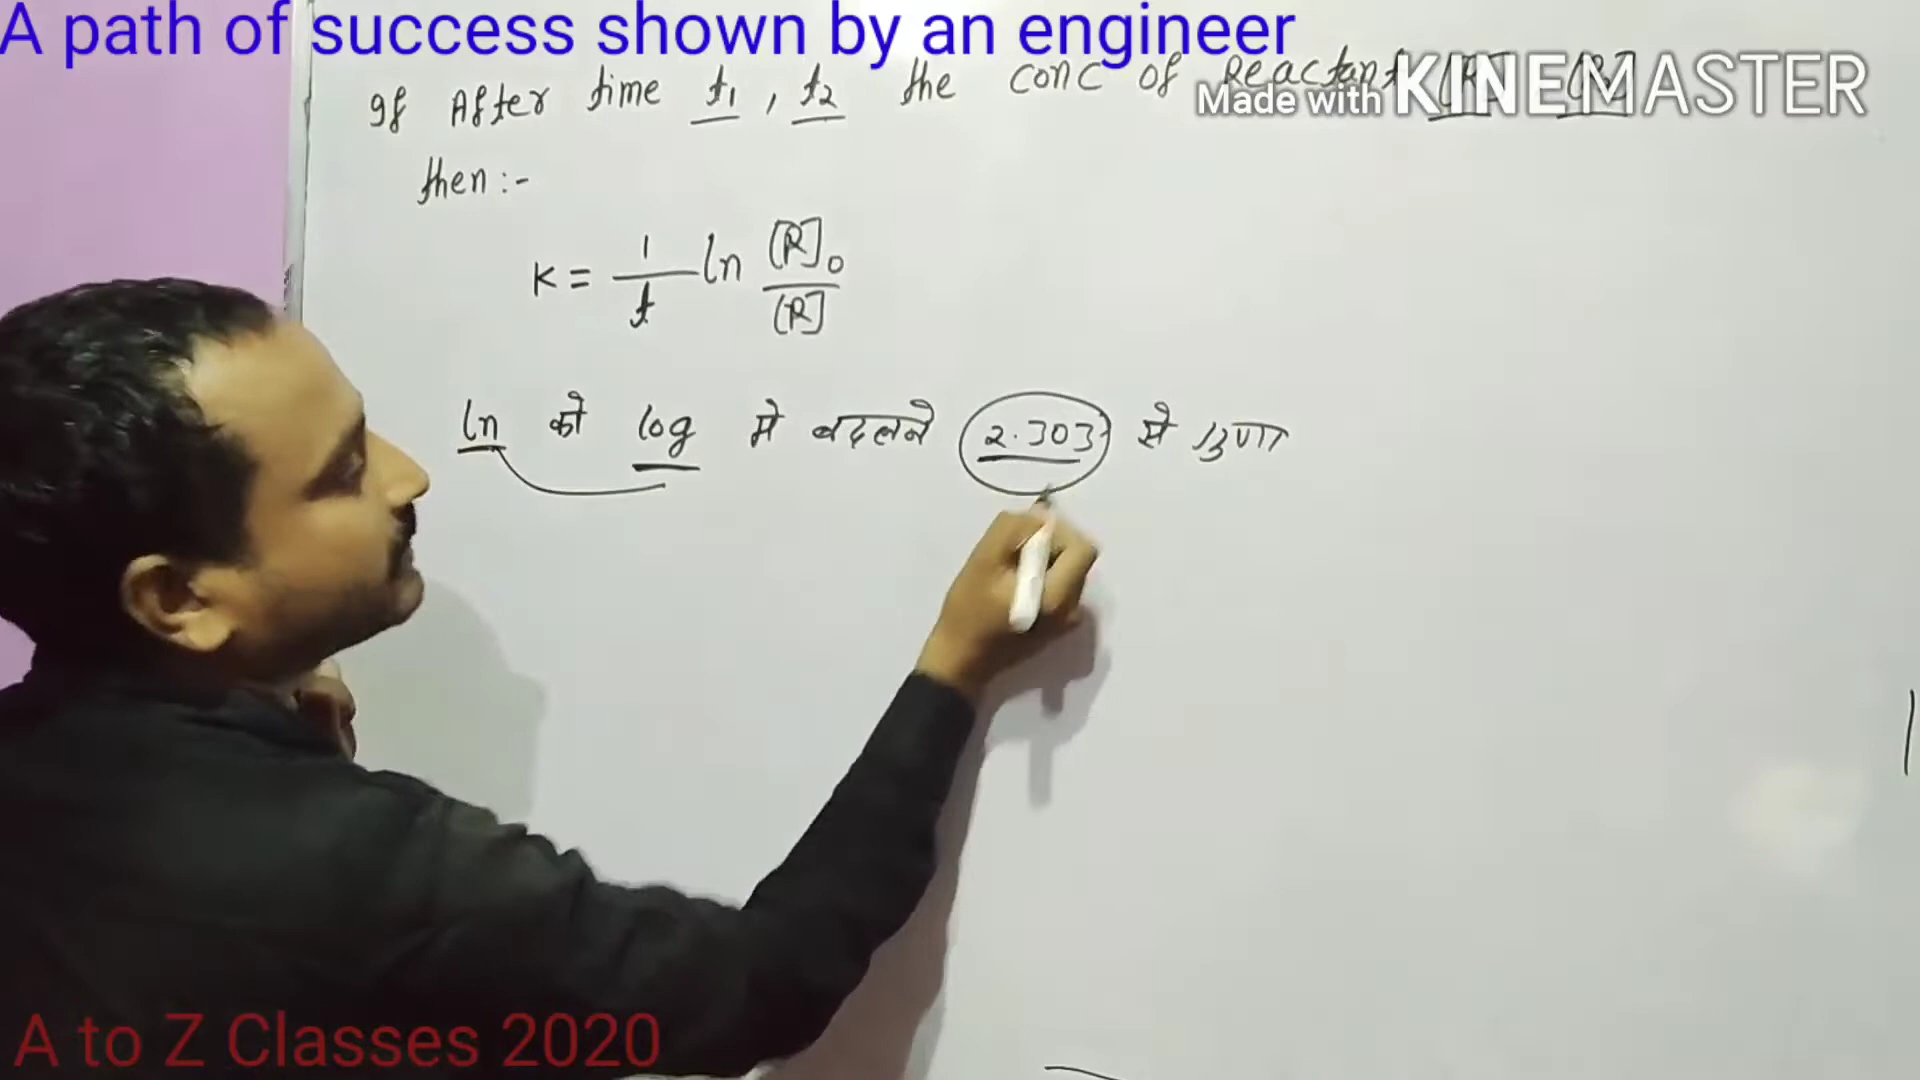 A path of success shown by an engineer
If After time t₁, t₂ the conc of Reactant
Made with KINEMASTER
then :-
K = 1/t ln [R]₀/[R]
ln को log मे बदलने 2.303 से गुणा
A to Z Classes 2020